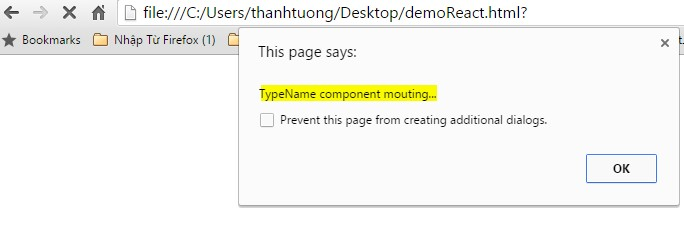 file:///C:/Users/thanhtuong/Desktop/demoReact.html?
Bookmarks Nhập Từ Firefox (1)
This page says:
TypeName component mouting...
Prevent this page from creating additional dialogs.
OK